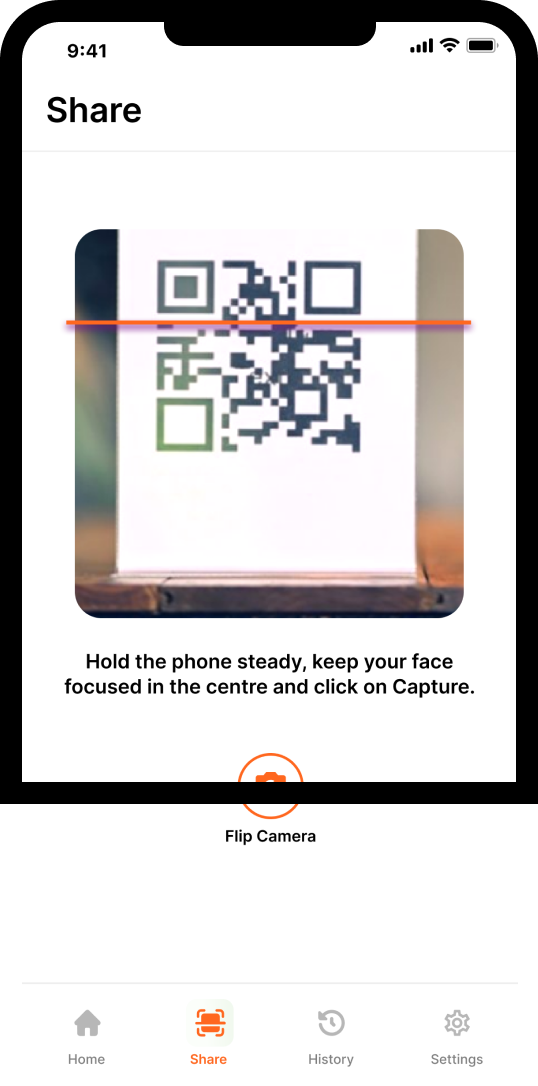 9:41
Share
Hold the phone steady, keep your face
focused in the centre and click on Capture.
Flip Camera
Home
Share
History
Settings